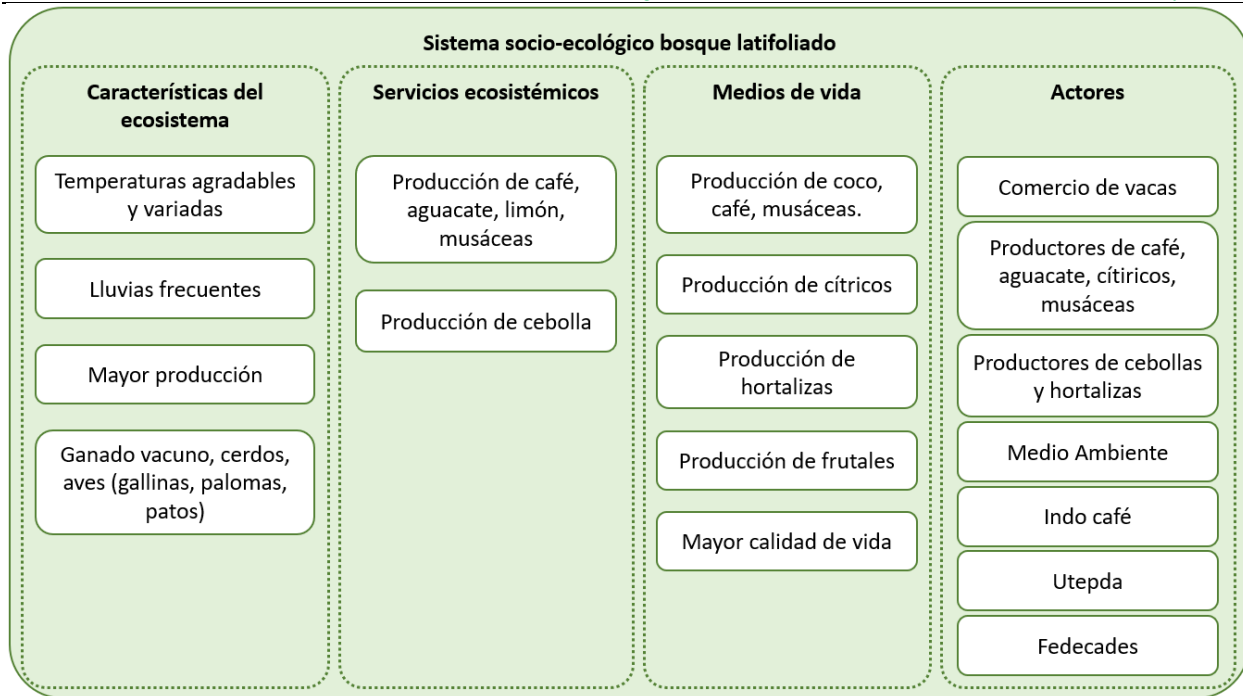 Sistema socio-ecológico bosque latifoliado
Características del
ecosistema
Temperaturas agradables
y variadas
Lluvias frecuentes
Mayor producción
Ganado vacuno, cerdos,
aves (gallinas, palomas,
patos)
Servicios ecosistémicos
Producción de café,
aguacate, limón,
musáceas
Producción de cebolla
Medios de vida
Producción de coco,
café, musáceas.
Producción de cítricos
Producción de
hortalizas
Producción de frutales
Mayor calidad de vida
Actores
Comercio de vacas
Productores de café,
aguacate, cítiricos,
musáceas
Productores de cebollas
y hortalizas
Medio Ambiente
Indo café
Utepda
Fedecades